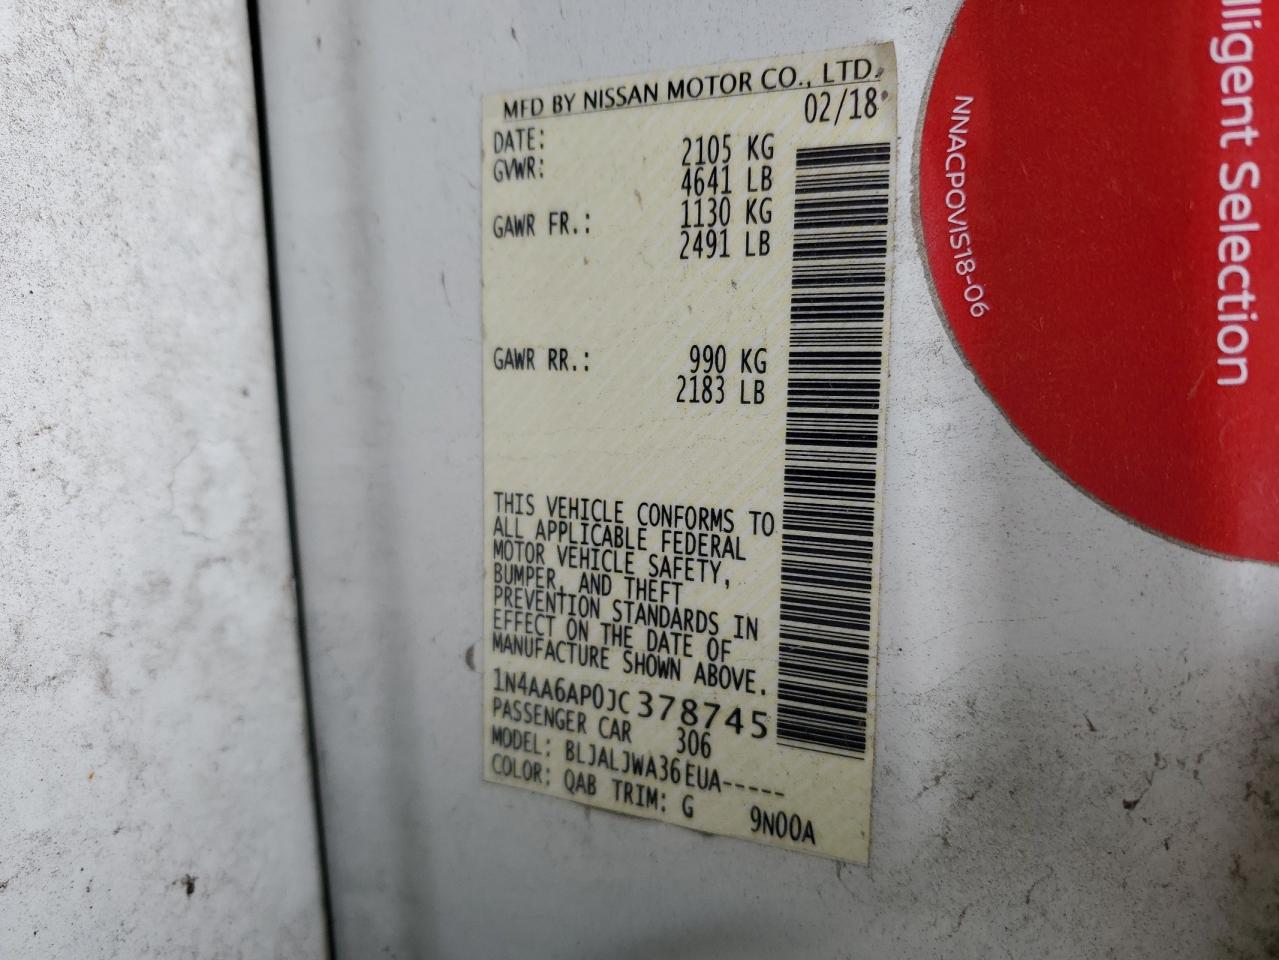 MFD BY NISSAN MOTOR CO., LTD.
DATE: 02/18
GVWR: 2105 KG
4641 LB
GAWR FR.: 1130 KG
2491 LB
GAWR RR.: 990 KG
2183 LB
THIS VEHICLE CONFORMS TO
ALL APPLICABLE FEDERAL
MOTOR VEHICLE SAFETY,
BUMPER, AND THEFT
PREVENTION STANDARDS IN
EFFECT ON THE DATE OF
MANUFACTURE SHOWN ABOVE.
1N4AA6AP0JC378745
PASSENGER CAR 306
MODEL: BLJALJWA36EUA-----
COLOR: QAB TRIM: G 9N00A
lligent Selection
NNACPOVIS18-06